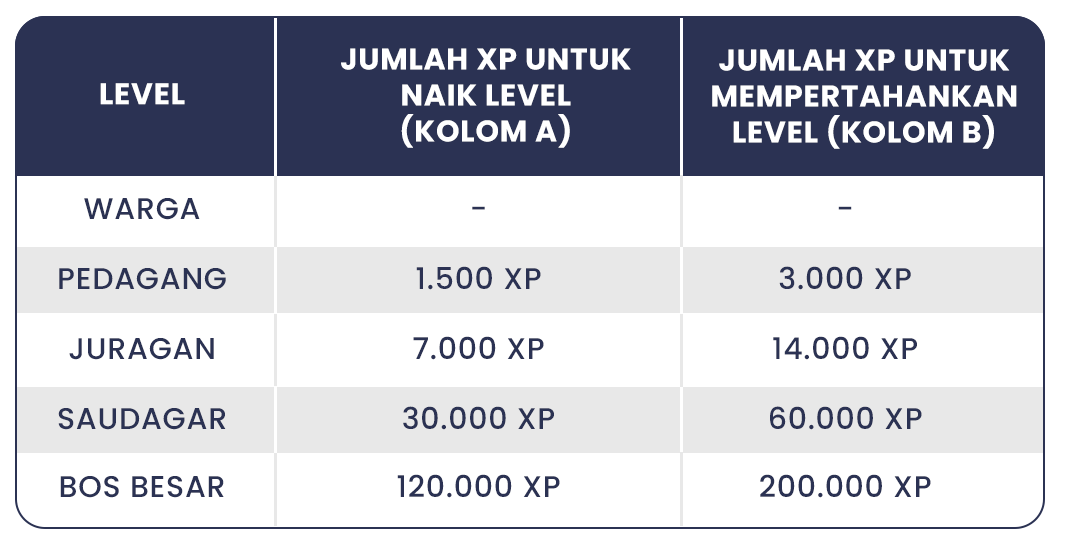 LEVEL
JUMLAH XP UNTUK
NAIK LEVEL
(KOLOM A)
JUMLAH XP UNTUK
MEMPERTAHANKAN
LEVEL (KOLOM B)
WARGA - -
PEDAGANG 1.500 XP 3.000 XP
JURAGAN 7.000 XP 14.000 XP
SAUDAGAR 30.000 XP 60.000 XP
BOS BESAR 120.000 XP 200.000 XP